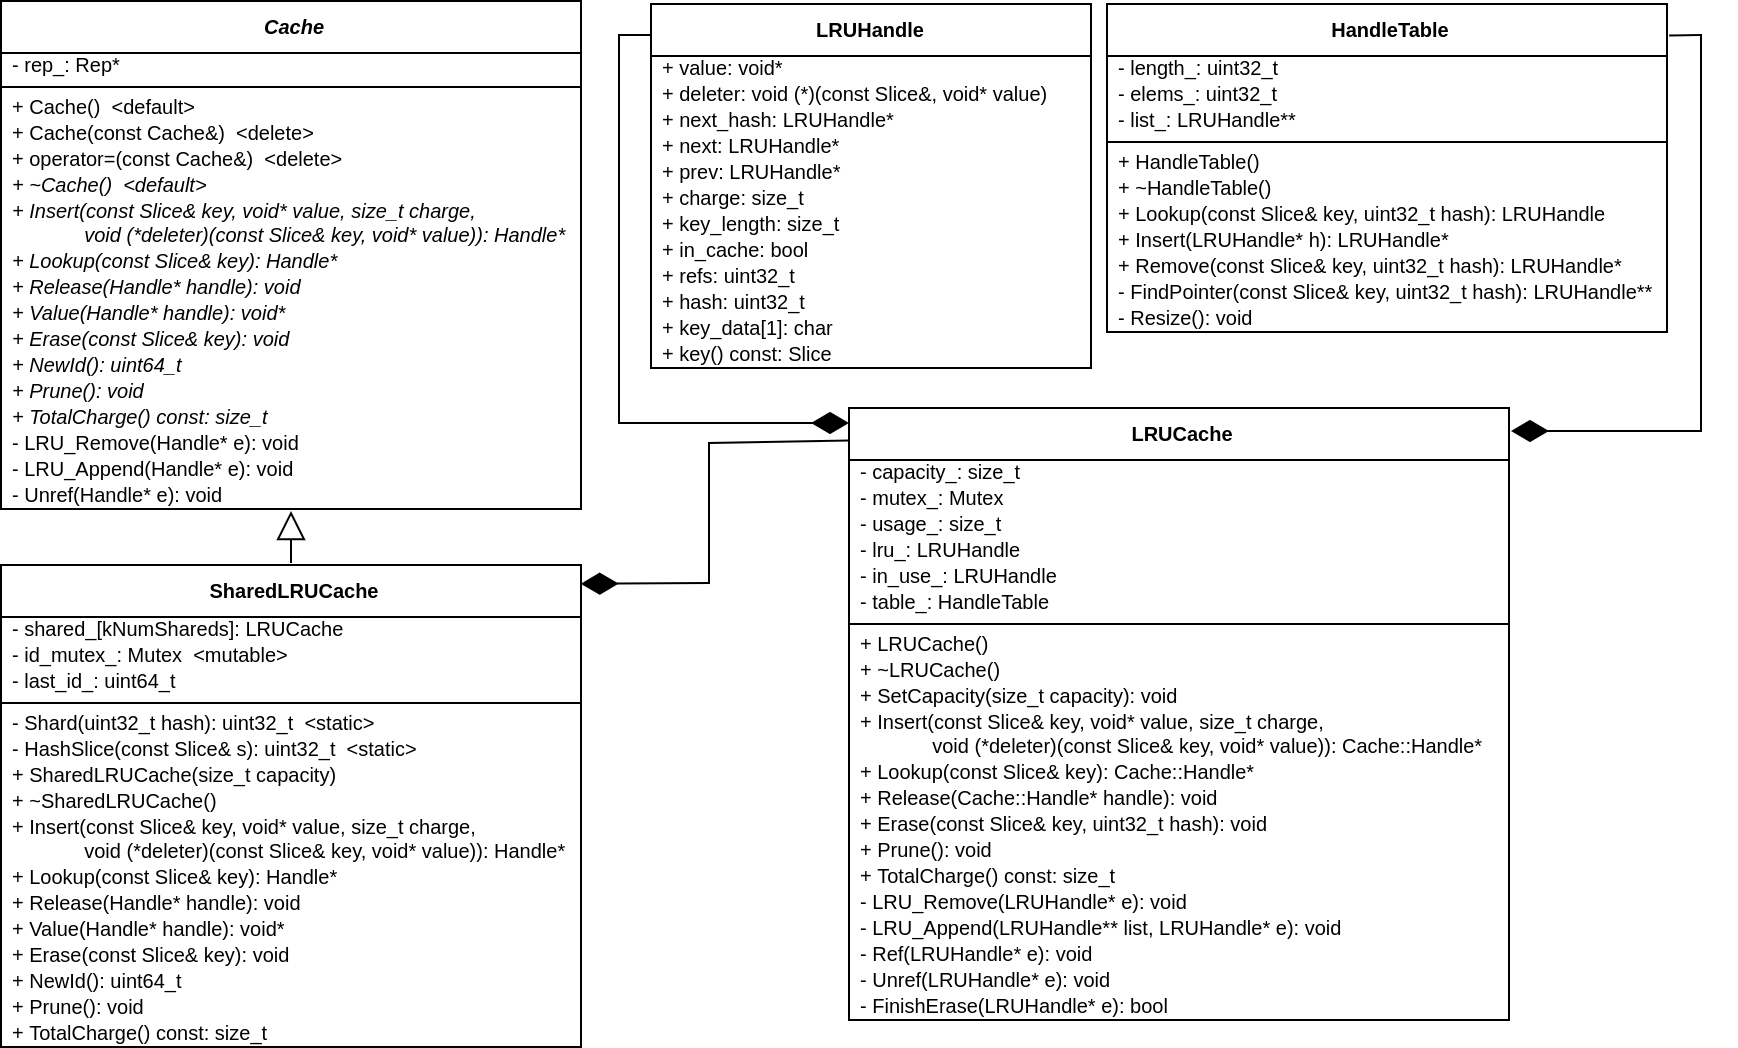 Cache
- rep_: Rep*
+ Cache()  <default>
+ Cache(const Cache&)  <delete>
+ operator=(const Cache&)  <delete>
+ ~Cache()  <default>
+ Insert(const Slice& key, void* value, size_t charge,
void (*deleter)(const Slice& key, void* value)): Handle*
+ Lookup(const Slice& key): Handle*
+ Release(Handle* handle): void
+ Value(Handle* handle): void*
+ Erase(const Slice& key): void
+ NewId(): uint64_t
+ Prune(): void
+ TotalCharge() const: size_t
- LRU_Remove(Handle* e): void
- LRU_Append(Handle* e): void
- Unref(Handle* e): void
LRUHandle
+ value: void*
+ deleter: void (*)(const Slice&, void* value)
+ next_hash: LRUHandle*
+ next: LRUHandle*
+ prev: LRUHandle*
+ charge: size_t
+ key_length: size_t
+ in_cache: bool
+ refs: uint32_t
+ hash: uint32_t
+ key_data[1]: char
+ key() const: Slice
HandleTable
- length_: uint32_t
- elems_: uint32_t
- list_: LRUHandle**
+ HandleTable()
+ ~HandleTable()
+ Lookup(const Slice& key, uint32_t hash): LRUHandle
+ Insert(LRUHandle* h): LRUHandle*
+ Remove(const Slice& key, uint32_t hash): LRUHandle*
- FindPointer(const Slice& key, uint32_t hash): LRUHandle**
- Resize(): void
SharedLRUCache
- shared_[kNumShareds]: LRUCache
- id_mutex_: Mutex  <mutable>
- last_id_: uint64_t
- Shard(uint32_t hash): uint32_t  <static>
- HashSlice(const Slice& s): uint32_t  <static>
+ SharedLRUCache(size_t capacity)
+ ~SharedLRUCache()
+ Insert(const Slice& key, void* value, size_t charge,
void (*deleter)(const Slice& key, void* value)): Handle*
+ Lookup(const Slice& key): Handle*
+ Release(Handle* handle): void
+ Value(Handle* handle): void*
+ Erase(const Slice& key): void
+ NewId(): uint64_t
+ Prune(): void
+ TotalCharge() const: size_t
LRUCache
- capacity_: size_t
- mutex_: Mutex
- usage_: size_t
- lru_: LRUHandle
- in_use_: LRUHandle
- table_: HandleTable
+ LRUCache()
+ ~LRUCache()
+ SetCapacity(size_t capacity): void
+ Insert(const Slice& key, void* value, size_t charge,
void (*deleter)(const Slice& key, void* value)): Cache::Handle*
+ Lookup(const Slice& key): Cache::Handle*
+ Release(Cache::Handle* handle): void
+ Erase(const Slice& key, uint32_t hash): void
+ Prune(): void
+ TotalCharge() const: size_t
- LRU_Remove(LRUHandle* e): void
- LRU_Append(LRUHandle** list, LRUHandle* e): void
- Ref(LRUHandle* e): void
- Unref(LRUHandle* e): void
- FinishErase(LRUHandle* e): bool